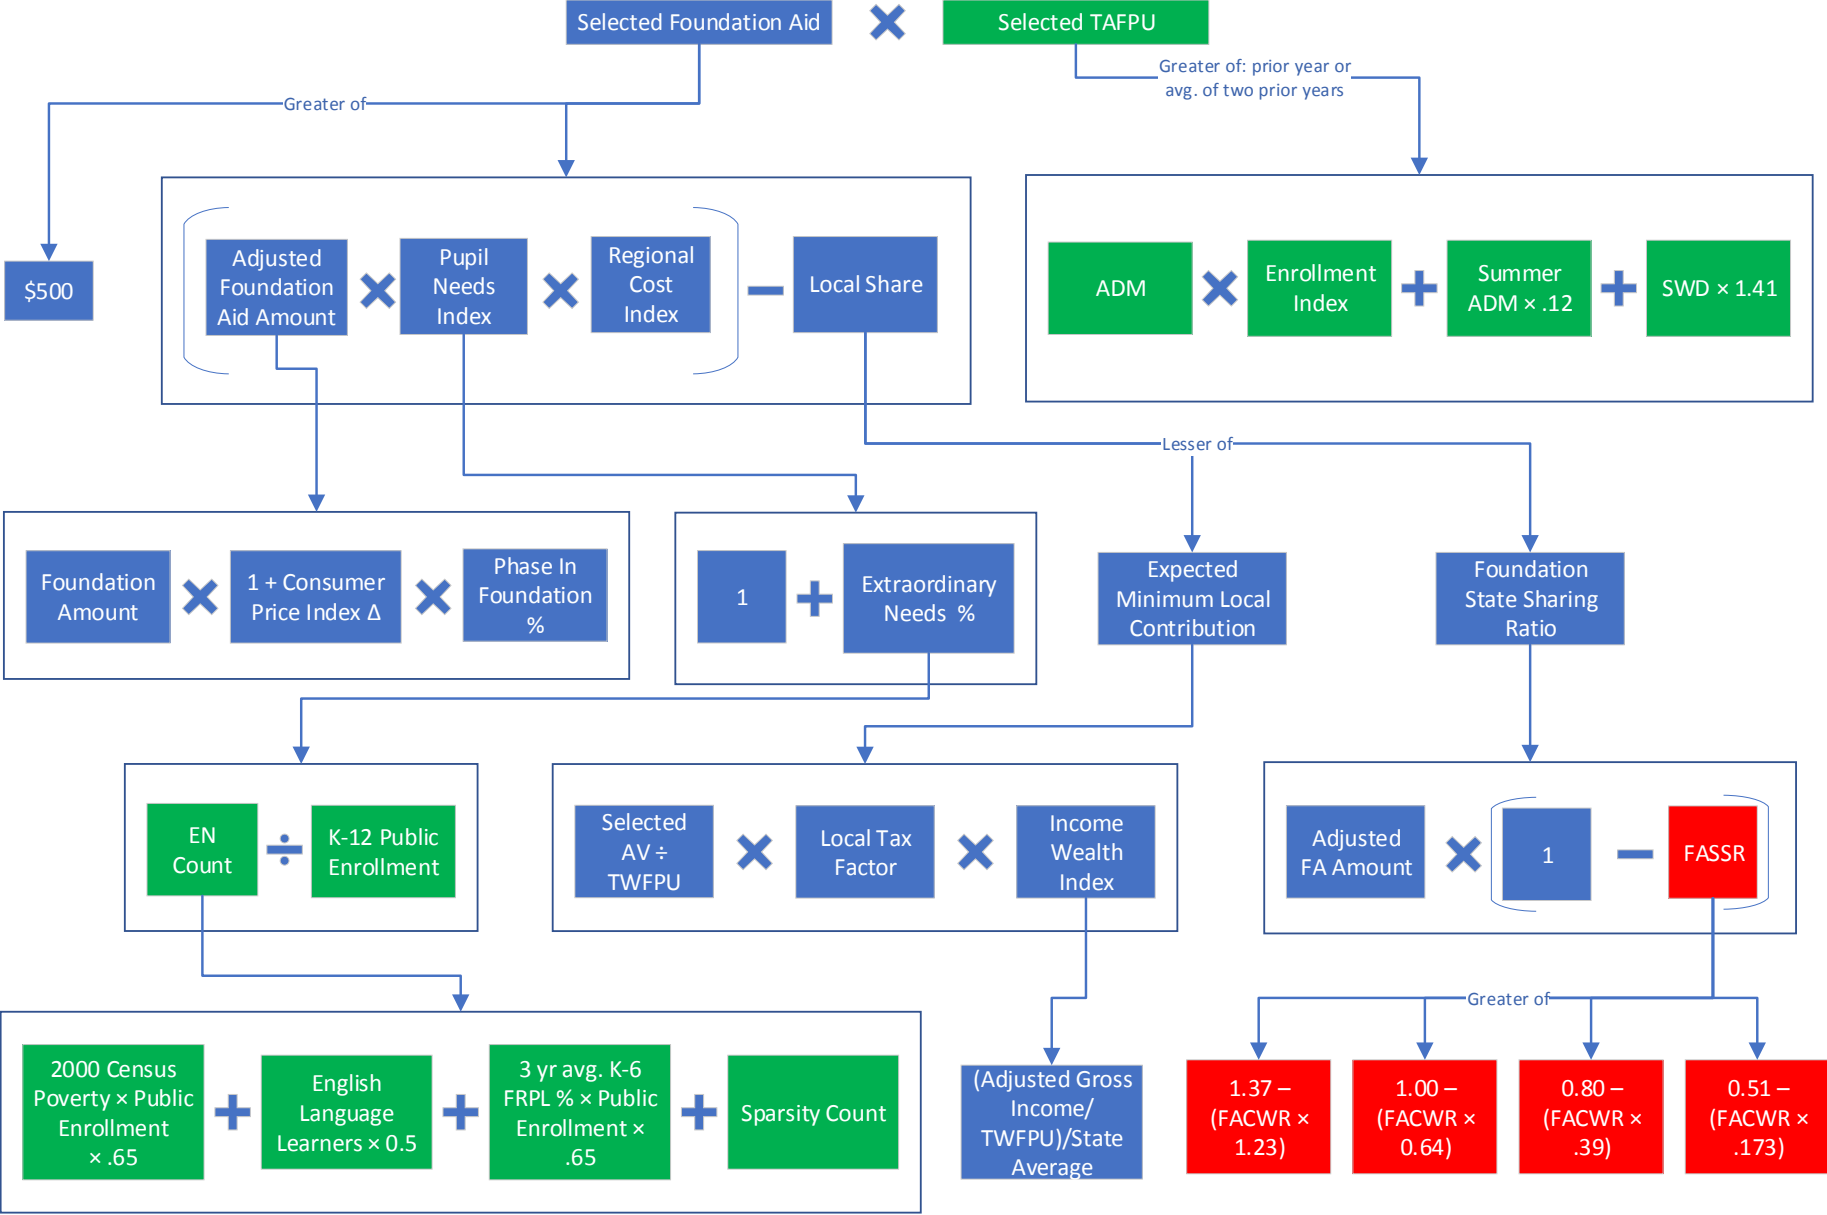 Selected Foundation Aid
Selected TAFPU
Greater of: prior year or
avg. of two prior years
Greater of
$500
Adjusted
Foundation
Aid Amount
Pupil
Needs
Index
Regional
Cost
Index
Local Share
ADM
Enrollment
Index
Summer
ADM × .12
SWD × 1.41
Lesser of
Foundation
Amount
1 + Consumer
Price Index Δ
Phase In
Foundation
%
1
Extraordinary
Needs %
Expected
Minimum Local
Contribution
Foundation
State Sharing
Ratio
EN
Count
K-12 Public
Enrollment
Selected
AV ÷
TWFPU
Local Tax
Factor
Income
Wealth
Index
Adjusted
FA Amount
1
FASSR
Greater of
2000 Census
Poverty × Public
Enrollment
× .65
English
Language
Learners × 0.5
3 yr avg. K-6
FRPL % × Public
Enrollment ×
.65
Sparsity Count
(Adjusted Gross
Income/
TWFPU)/State
Average
1.37 –
(FACWR ×
1.23)
1.00 –
(FACWR ×
0.64)
0.80 –
(FACWR ×
.39)
0.51 –
(FACWR ×
.173)